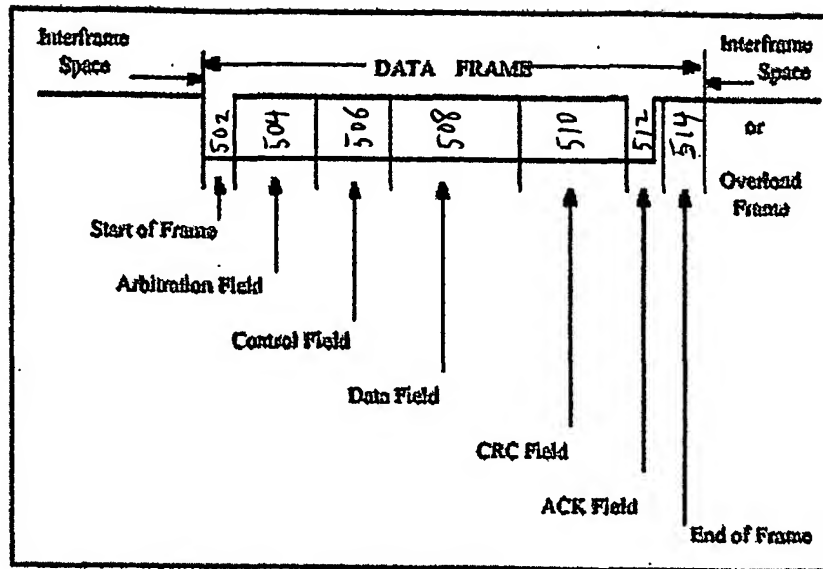 Interframe Space
DATA FRAME
Interframe Space
502
504
506
508
510
512
514
or
Overload Frame
Start of Frame
Arbitration Field
Control Field
Data Field
CRC Field
ACK Field
End of Frame